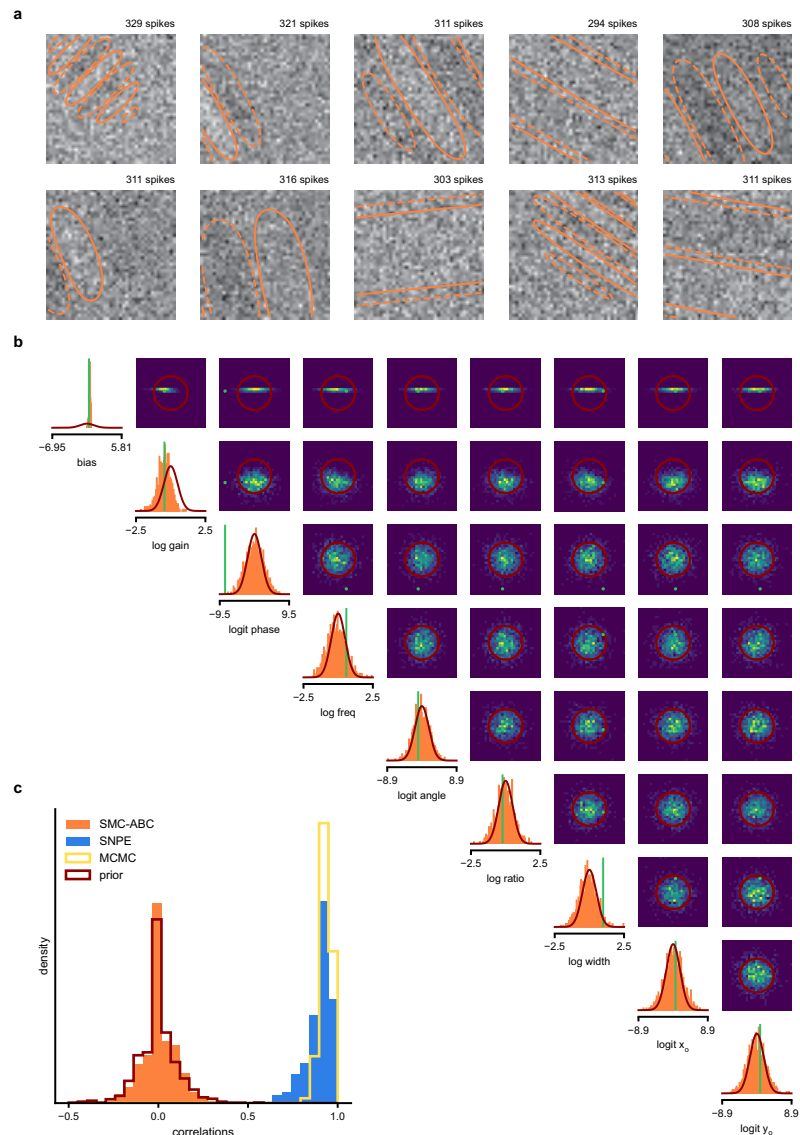 a
329 spikes 321 spikes 311 spikes 294 spikes 308 spikes
311 spikes 316 spikes 303 spikes 313 spikes 311 spikes
b
−6.95 5.81
bias
−2.5 2.5
log gain
−9.5 9.5
logit phase
−2.5 2.5
log freq
−8.9 8.9
logit angle
−2.5 2.5
log ratio
−2.5 2.5
log width
−8.9 8.9
logit xₒ
−8.9 8.9
logit yₒ
c
SMC-ABC
SNPE
MCMC
prior
density
−0.5 0.0 0.5 1.0
correlations